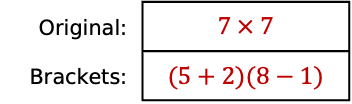 Original: 7 × 7
Brackets: (5 + 2)(8 − 1)